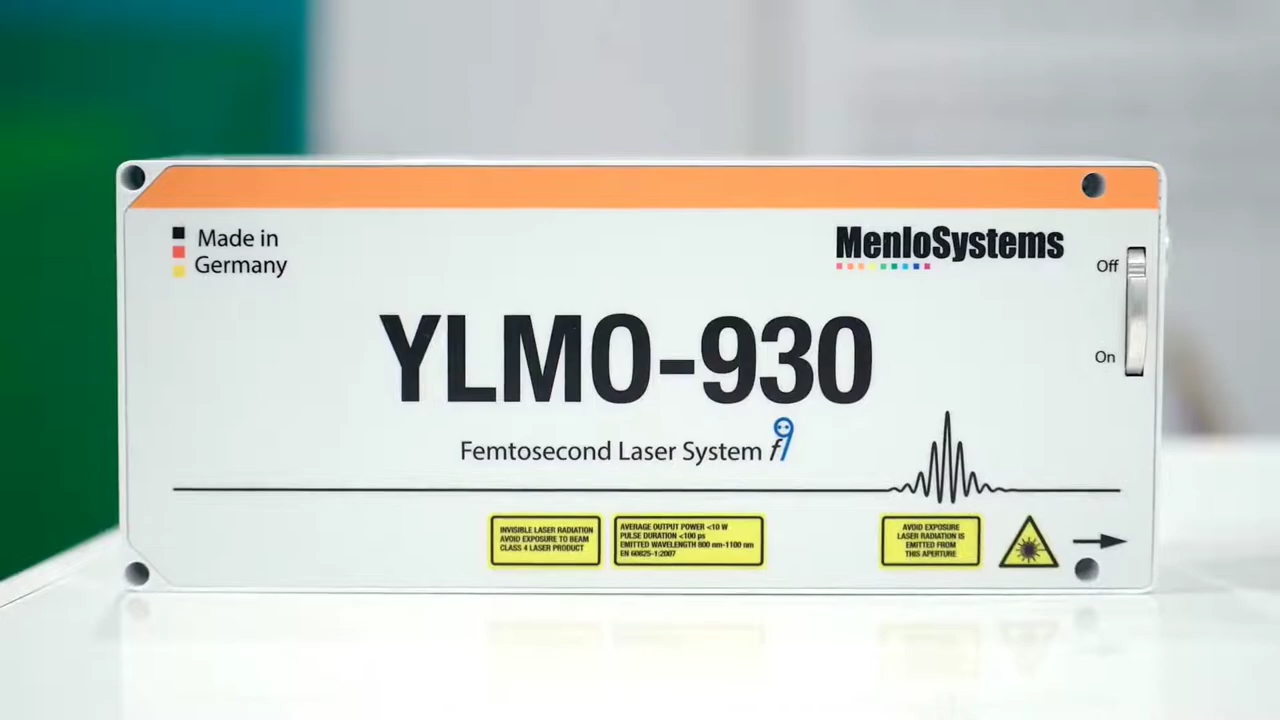 Made in
Germany
MenloSystems
Off
On
YLMO-930
Femtosecond Laser System f9
INVISIBLE LASER RADIATION
AVOID EXPOSURE TO BEAM
CLASS 4 LASER PRODUCT
AVERAGE OUTPUT POWER <10 W
PULSE DURATION <100 ps
EMITTED WAVELENGTH 800 nm-1100 nm
EN 60825-1:2007
AVOID EXPOSURE
LASER RADIATION IS
EMITTED FROM
THIS APERTURE